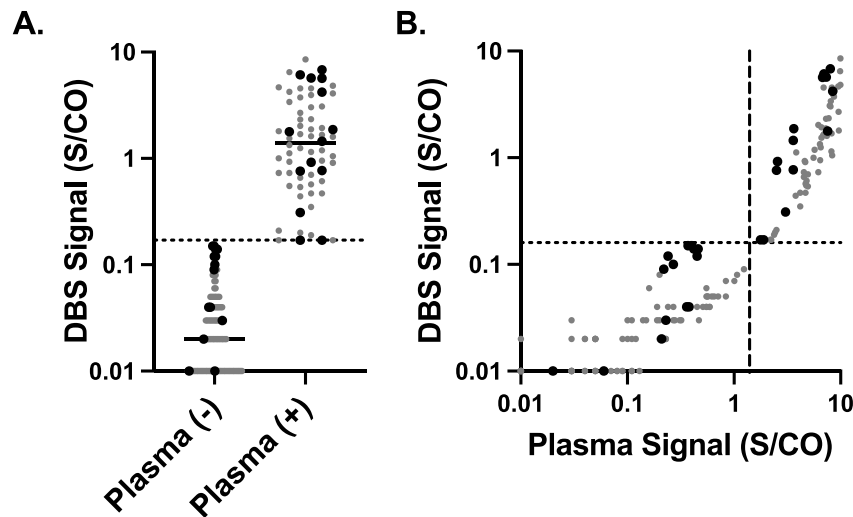 A.
DBS Signal (S/CO)
10
1
0.1
0.01
Plasma (-)
Plasma (+)
B.
DBS Signal (S/CO)
10
1
0.1
0.01
0.01 0.1 1 10
Plasma Signal (S/CO)